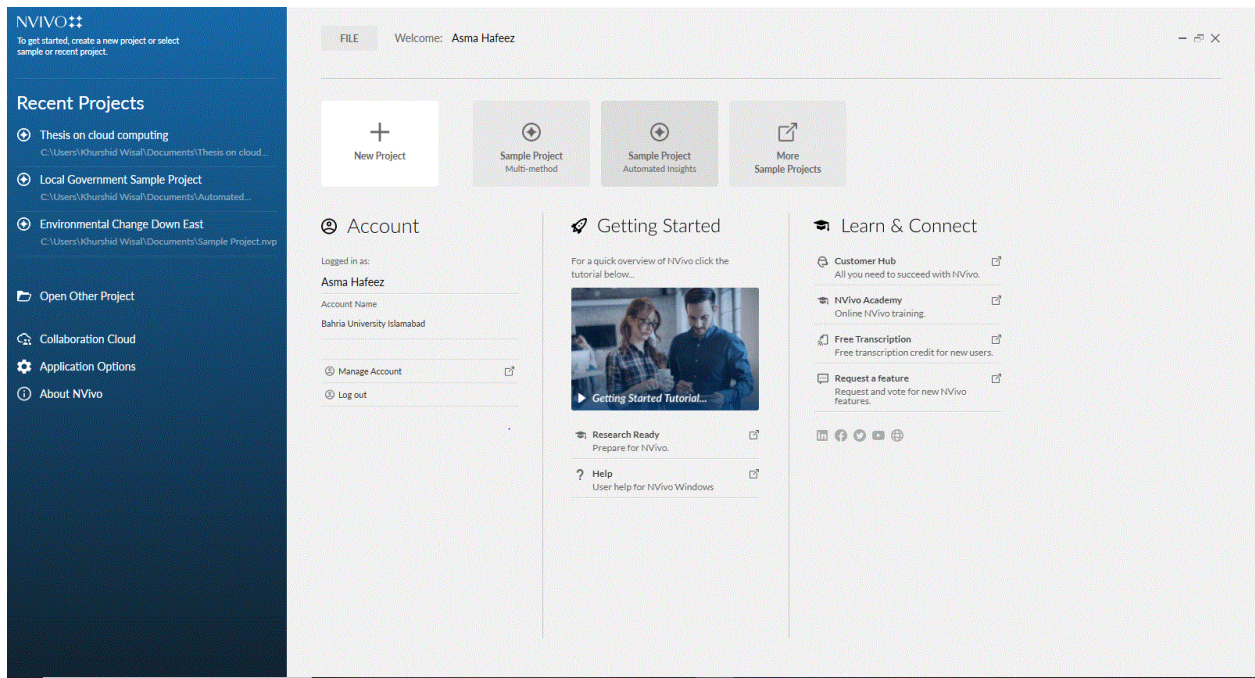 NVIVO
To get started, create a new project or select
sample or recent project.
Recent Projects
Thesis on cloud computing
C:\Users\Khurshid Wisal\Documents\Thesis on cloud...
Local Government Sample Project
C:\Users\Khurshid Wisal\Documents\Automated...
Environmental Change Down East
C:\Users\Khurshid Wisal\Documents\Sample Project.nvp
Open Other Project
Collaboration Cloud
Application Options
About NVivo
FILE Welcome: Asma Hafeez
New Project
Sample Project
Multi-method
Sample Project
Automated Insights
More
Sample Projects
Account
Logged in as:
Asma Hafeez
Account Name
Bahria University Islamabad
Manage Account
Log out
Getting Started
For a quick overview of NVivo click the
tutorial below...
Getting Started Tutorial...
Research Ready
Prepare for NVivo.
? Help
User help for NVivo Windows
Learn & Connect
Customer Hub
All you need to succeed with NVivo.
NVivo Academy
Online NVivo training.
Free Transcription
Free transcription credit for new users.
Request a feature
Request and vote for new NVivo
features.